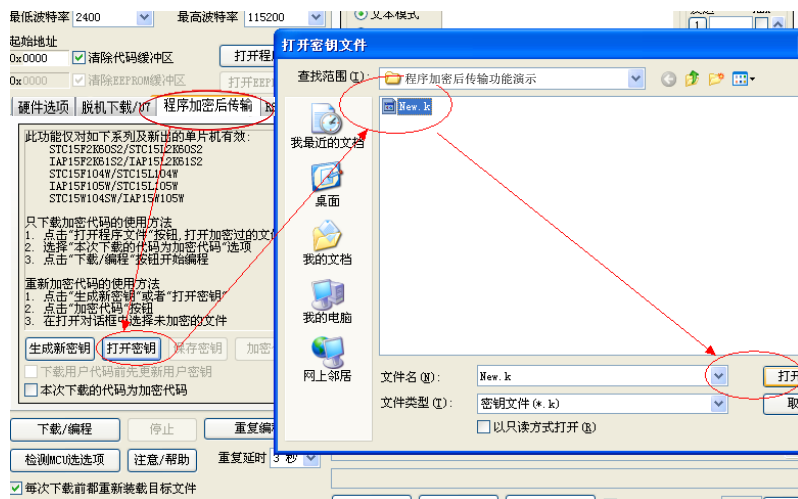 最低波特率 2400 最高波特率 115200
文本模式
起始地址
0x0000 清除代码缓冲区 打开程
0x0000 清除EEPROM缓冲区 打开EEP
硬件选项 脱机下载/U7 程序加密后传输
此功能仅对如下系列及新出的单片机有效:
STC15F2K60S2/STC15L2K60S2
IAP15F2K61S2/IAP15L2K61S2
STC15F104W/STC15L104W
IAP15F105W/STC15L105W
STC15W104SW/IAP15W105W
只下载加密代码的使用方法
1. 点击"打开程序文件"按钮,打开加密过的文
2. 选择"本次下载的代码为加密代码"选项
3. 点击"下载/编程"按钮开始编程
重新加密代码的使用方法
1. 点击"生成新密钥"或者"打开密钥"
2. 点击"加密代码"按钮
3. 在打开对话框中选择未加密的文件
生成新密钥 打开密钥 保存密钥 加密
下载用户代码前先更新用户密钥
本次下载的代码为加密代码
下载/编程 停止 重复编
检测MCU选选项 注意/帮助 重复延时 3 秒
每次下载前都重新装载目标文件
打开密钥文件
查找范围(I): 程序加密后传输功能演示
New.k
我最近的文档
桌面
我的文档
我的电脑
网上邻居
文件名(N): New.k 打开
文件类型(T): 密钥文件(*.k) 取
以只读方式打开(R)